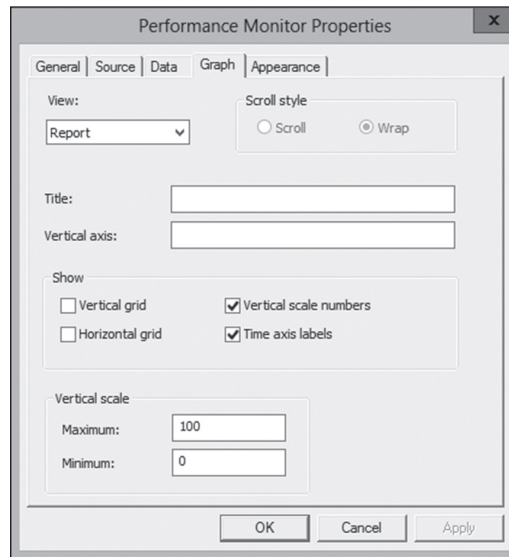 Performance Monitor Properties
x
General Source Data Graph Appearance
View:
Report
Scroll style
Scroll Wrap
Title:
Vertical axis:
Show
Vertical grid Vertical scale numbers
Horizontal grid Time axis labels
Vertical scale
Maximum: 100
Minimum: 0
OK Cancel Apply